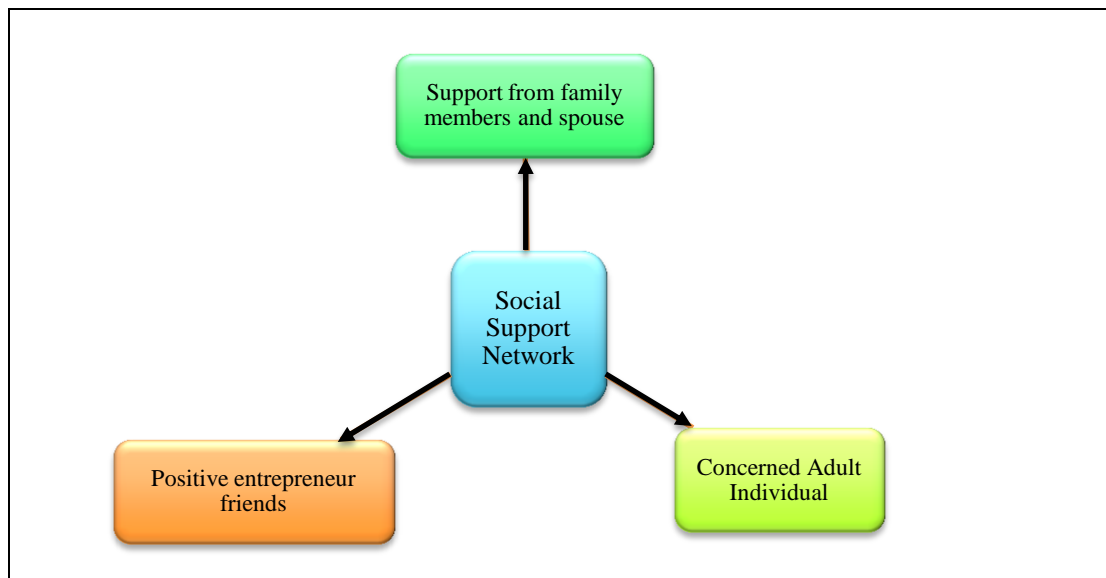 Support from family
members and spouse
Social
Support
Network
Positive entrepreneur
friends
Concerned Adult
Individual